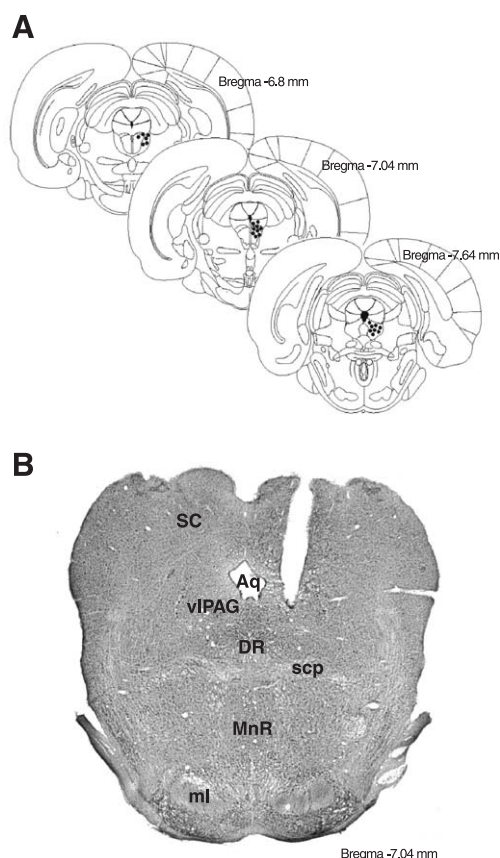 A
Bregma -6.8 mm
Bregma -7.04 mm
Bregma -7.64 mm
B
SC
Aq
vlPAG
DR
scp
MnR
ml
Bregma -7.04 mm